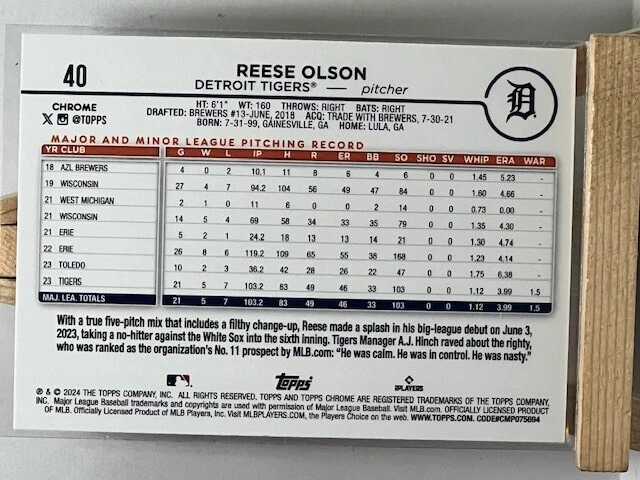 40
REESE OLSON
DETROIT TIGERS® — pitcher
HT: 6'1" WT: 160 THROWS: RIGHT BATS: RIGHT
DRAFTED: BREWERS #13-JUNE, 2018 ACQ: TRADE WITH BREWERS, 7-30-21
BORN: 7-31-99, GAINESVILLE, GA HOME: LULA, GA
CHROME
@TOPPS
MAJOR AND MINOR LEAGUE PITCHING RECORD
YR CLUB G W L IP H R ER BB SO SHO SV WHIP ERA WAR
18 AZL BREWERS 4 0 2 10.1 11 8 6 4 6 0 0 1.45 5.23 -
19 WISCONSIN 27 4 7 94.2 104 56 49 47 84 0 0 1.60 4.66 -
21 WEST MICHIGAN 2 1 0 11 6 0 0 2 14 0 0 0.73 0.00 -
21 WISCONSIN 14 5 4 69 58 34 33 35 79 0 0 1.35 4.30 -
21 ERIE 5 2 1 24.2 18 13 13 14 21 0 0 1.30 4.74 -
22 ERIE 26 8 6 119.2 109 65 55 38 168 0 0 1.23 4.14 -
23 TOLEDO 10 2 3 36.2 42 28 26 22 47 0 0 1.75 6.38 -
23 TIGERS 21 5 7 103.2 83 49 46 33 103 0 0 1.12 3.99 1.5
MAJ. LEA. TOTALS 21 5 7 103.2 83 49 46 33 103 0 0 1.12 3.99 1.5
With a true five-pitch mix that includes a filthy change-up, Reese made a splash in his big-league debut on June 3,
2023, taking a no-hitter against the White Sox into the sixth inning. Tigers Manager A.J. Hinch raved about the righty,
who was ranked as the organization's No. 11 prospect by MLB.com: "He was calm. He was in control. He was nasty."
Topps
PLAYERS
® & © 2024 THE TOPPS COMPANY, INC. ALL RIGHTS RESERVED. TOPPS AND TOPPS CHROME ARE REGISTERED TRADEMARKS OF THE TOPPS COMPANY,
INC. Major League Baseball trademarks and copyrights are used with permission of Major League Baseball. Visit MLB.com. OFFICIALLY LICENSED PRODUCT
OF MLB. Officially Licensed Product of MLB Players, Inc. Visit MLBPLAYERS.COM, the Players Choice on the web. WWW.TOPPS.COM. CODE#CMP075694